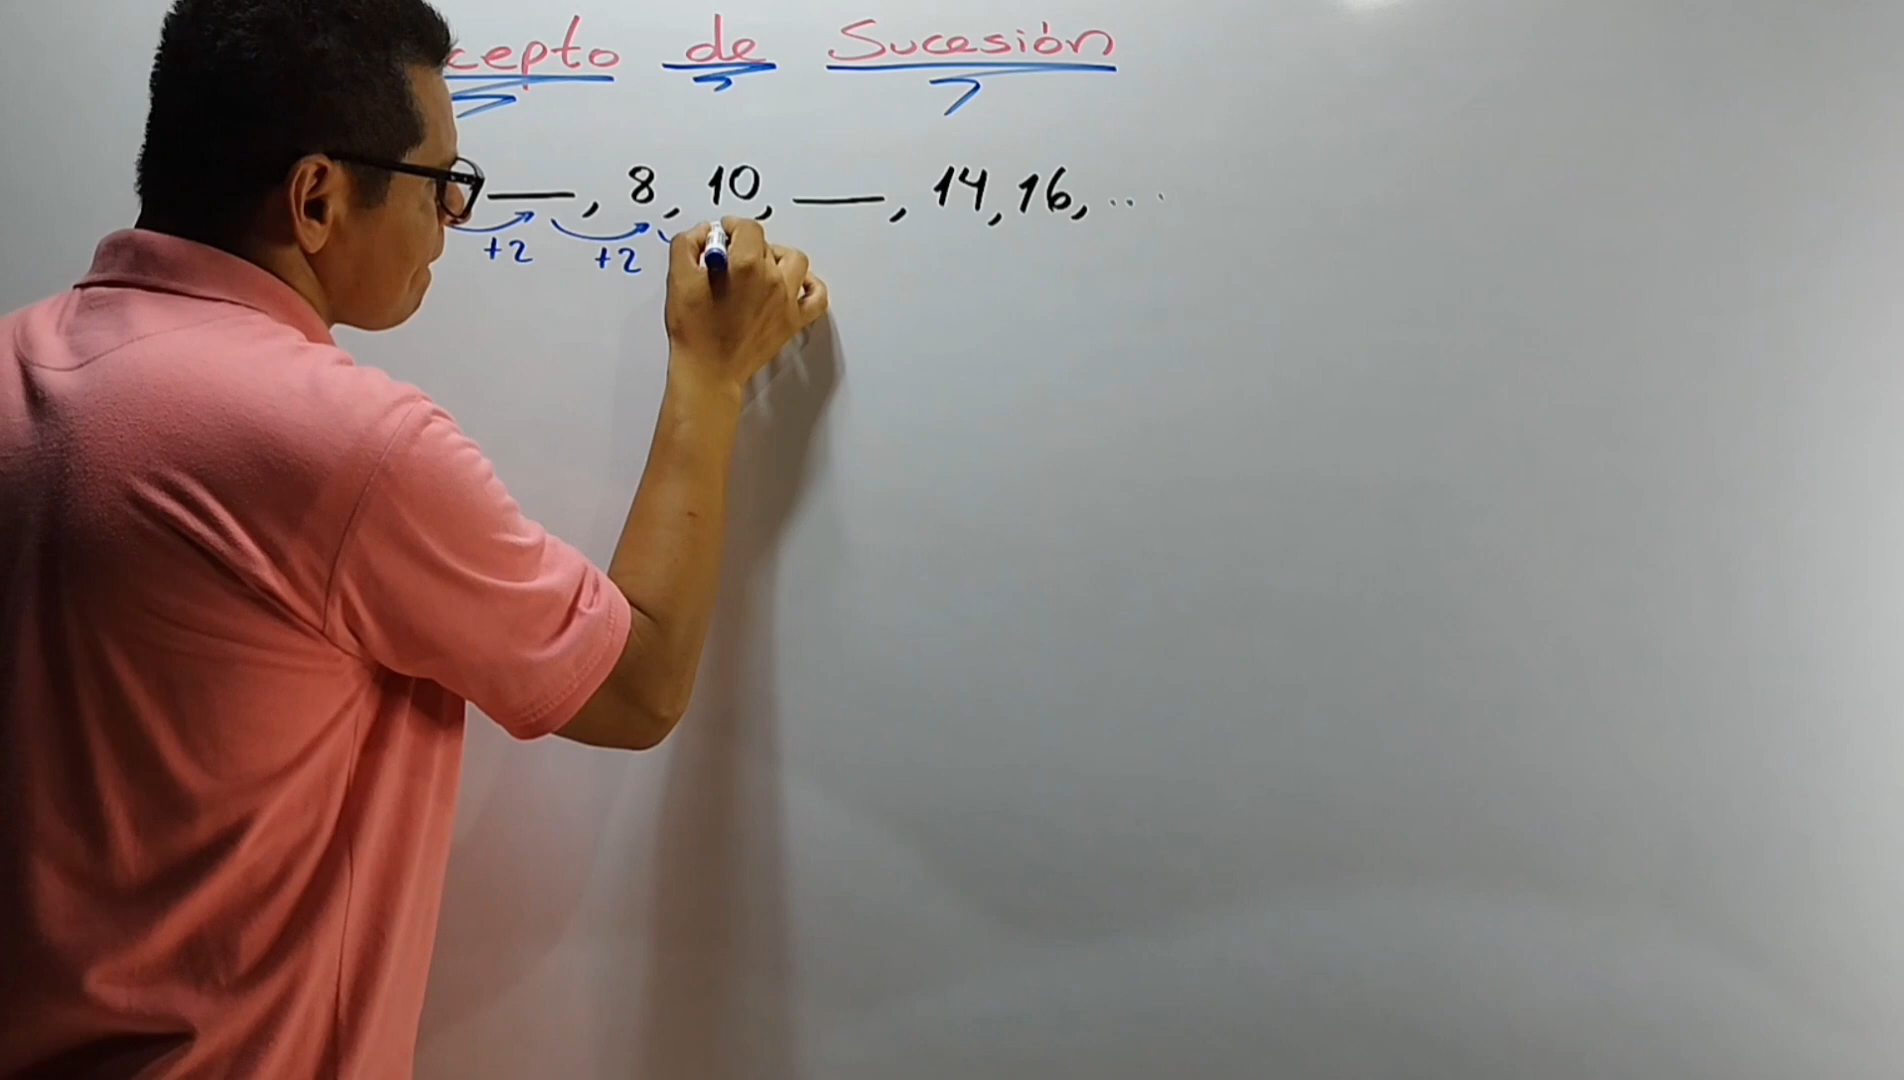 cepto de Sucesión
___, 8, 10, ___, 14, 16, ...
+2 +2